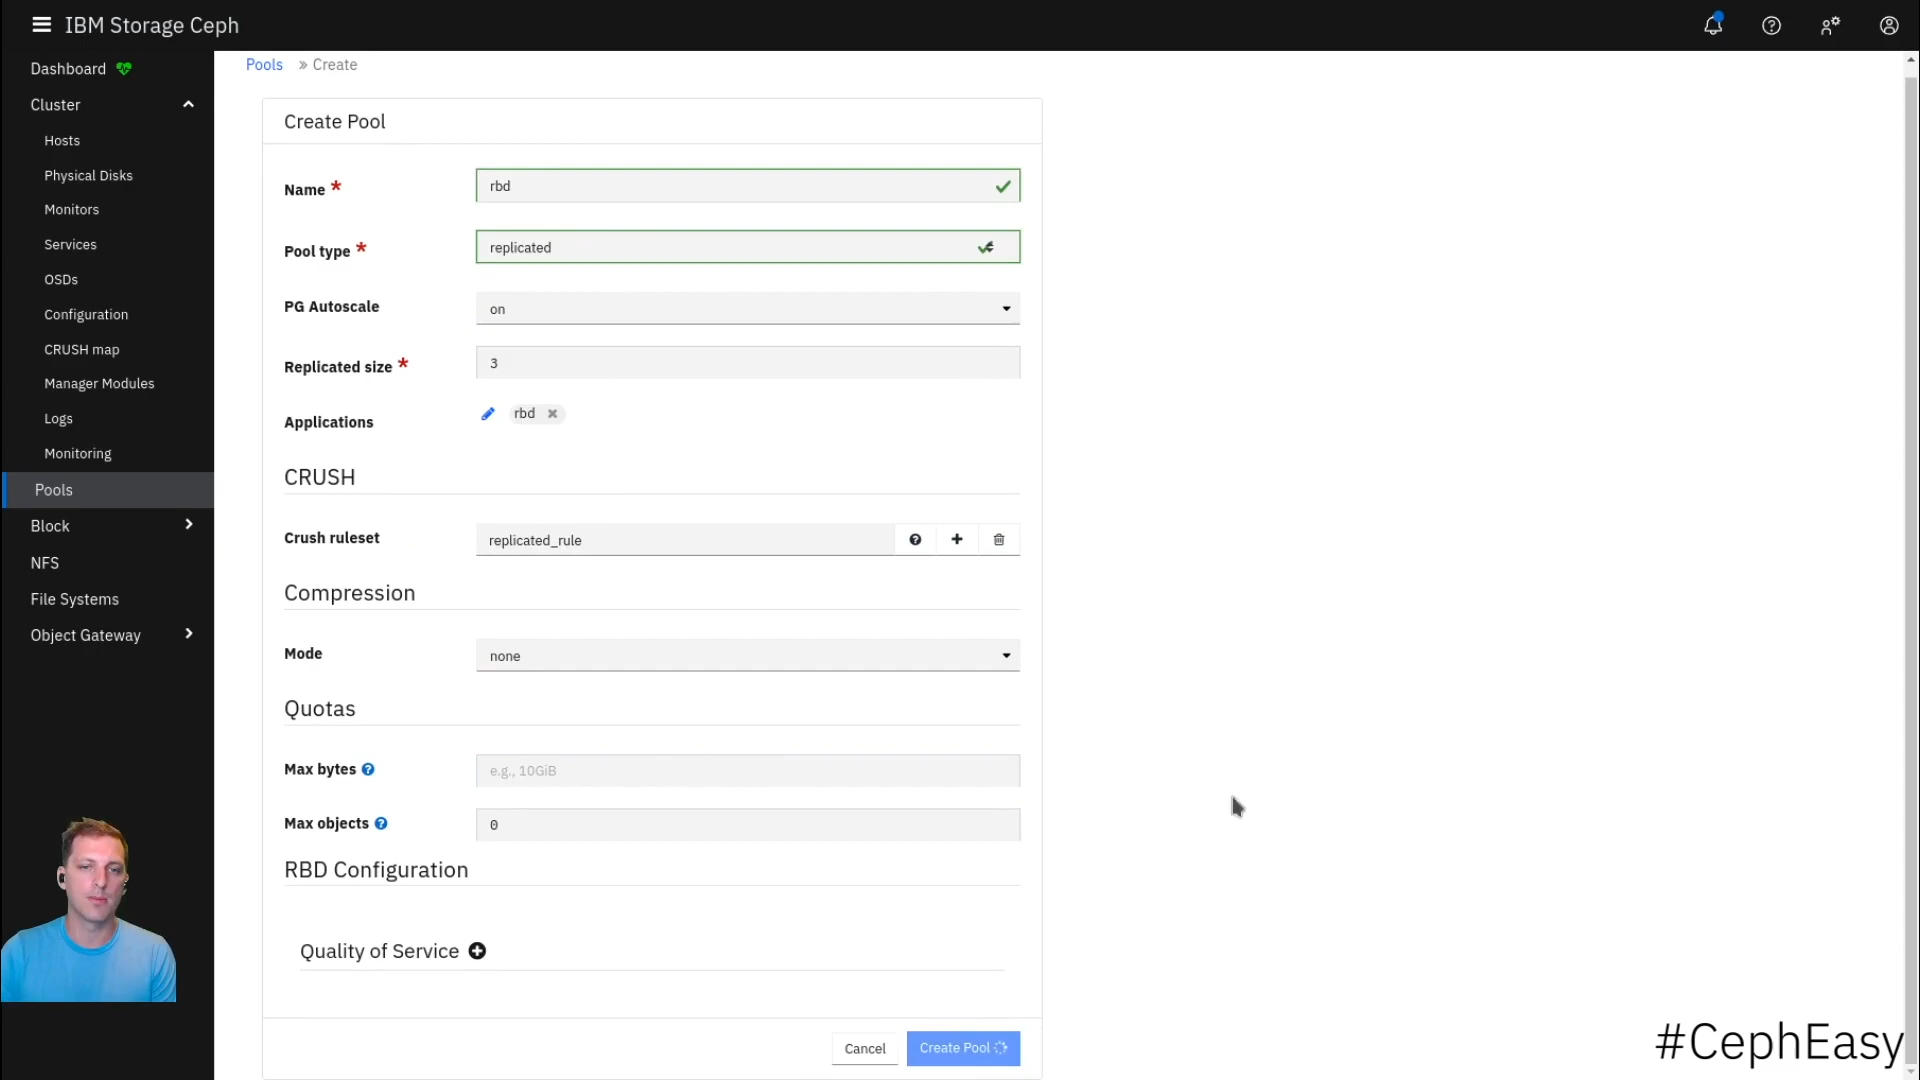 IBM Storage Ceph
Dashboard
Cluster
Hosts
Physical Disks
Monitors
Services
OSDs
Configuration
CRUSH map
Manager Modules
Logs
Monitoring
Pools
Block
NFS
File Systems
Object Gateway
Pools » Create
Create Pool
Name *
rbd
Pool type *
replicated
PG Autoscale
on
Replicated size *
3
Applications
rbd
CRUSH
Crush ruleset
replicated_rule
Compression
Mode
none
Quotas
Max bytes
e.g., 10GiB
Max objects
0
RBD Configuration
Quality of Service
Cancel
Create Pool
#CephEasy